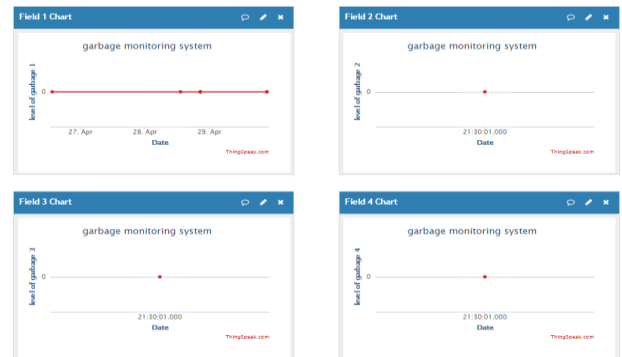 Field 1 Chart
garbage monitoring system
level of garbage 1
0
27. Apr 28. Apr 29. Apr
Date
ThingSpeak.com
Field 2 Chart
garbage monitoring system
level of garbage 2
0
21:30:01.000
Date
ThingSpeak.com
Field 3 Chart
garbage monitoring system
level of garbage 3
0
21:30:01.000
Date
ThingSpeak.com
Field 4 Chart
garbage monitoring system
level of garbage 4
0
21:30:01.000
Date
ThingSpeak.com